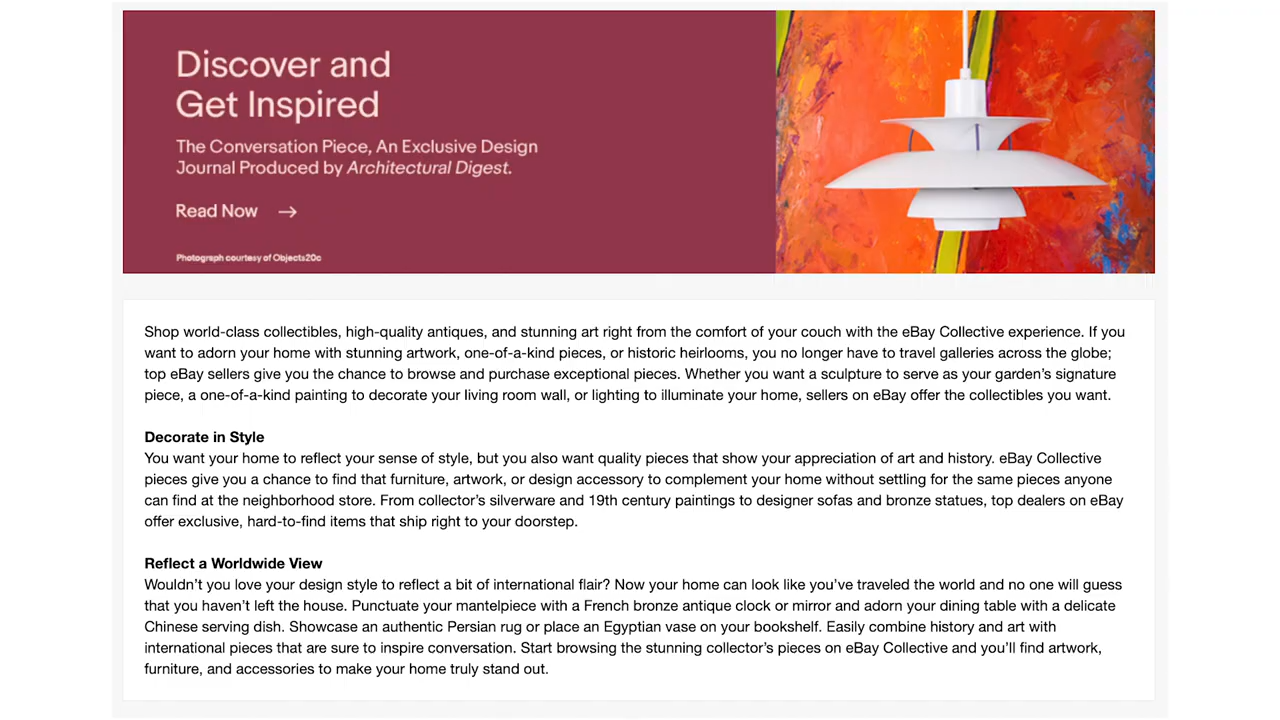 Discover and
Get Inspired
The Conversation Piece, An Exclusive Design
Journal Produced by Architectural Digest.
Read Now →
Photograph courtesy of Objects20c
Shop world-class collectibles, high-quality antiques, and stunning art right from the comfort of your couch with the eBay Collective experience. If you
want to adorn your home with stunning artwork, one-of-a-kind pieces, or historic heirlooms, you no longer have to travel galleries across the globe;
top eBay sellers give you the chance to browse and purchase exceptional pieces. Whether you want a sculpture to serve as your garden’s signature
piece, a one-of-a-kind painting to decorate your living room wall, or lighting to illuminate your home, sellers on eBay offer the collectibles you want.
Decorate in Style
You want your home to reflect your sense of style, but you also want quality pieces that show your appreciation of art and history. eBay Collective
pieces give you a chance to find that furniture, artwork, or design accessory to complement your home without settling for the same pieces anyone
can find at the neighborhood store. From collector’s silverware and 19th century paintings to designer sofas and bronze statues, top dealers on eBay
offer exclusive, hard-to-find items that ship right to your doorstep.
Reflect a Worldwide View
Wouldn’t you love your design style to reflect a bit of international flair? Now your home can look like you’ve traveled the world and no one will guess
that you haven’t left the house. Punctuate your mantelpiece with a French bronze antique clock or mirror and adorn your dining table with a delicate
Chinese serving dish. Showcase an authentic Persian rug or place an Egyptian vase on your bookshelf. Easily combine history and art with
international pieces that are sure to inspire conversation. Start browsing the stunning collector’s pieces on eBay Collective and you’ll find artwork,
furniture, and accessories to make your home truly stand out.